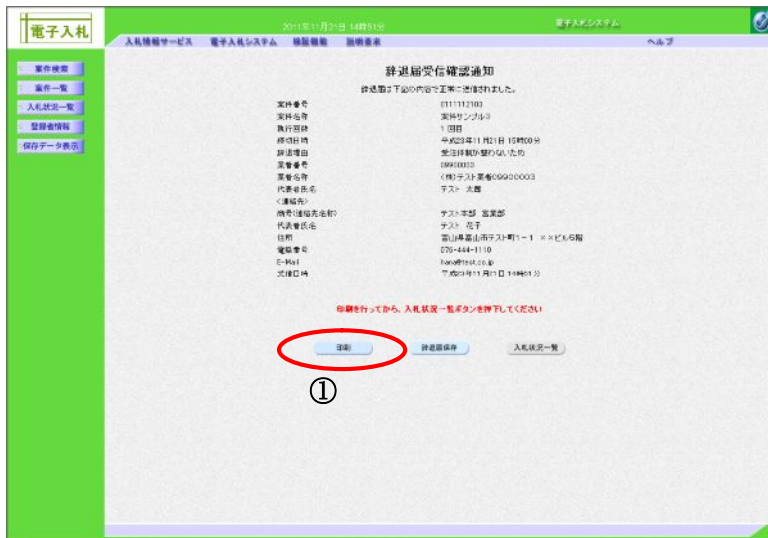 電子入札
2011年11月21日 14時51分
電子入札システム
入札情報サービス 電子入札システム 検証機能 説明要求 ヘルプ
案件検索
案件一覧
入札状況一覧
登録者情報
保存データ表示
辞退届受信確認通知
辞退届は下記の内容で正常に送信されました。
案件番号 0111112103
案件名称 案件サンプル3
執行回数 1回目
締切日時 平成23年11月21日 15時00分
辞退理由 受注体制が整わないため
業者番号 09900003
業者名称 (株)テスト業者09900003
代表者氏名 テスト 太郎
<連絡先>
商号(連絡先名称) テスト本部 営業部
代表者氏名 テスト 花子
住所 富山県富山市テスト町1-1 ××ビル5階
電話番号 076-444-1110
E-Mail hana@test.co.jp
受信日時 平成23年11月21日 14時51分
印刷を行ってから、入札状況一覧ボタンを押下してください
印刷 辞退届保存 入札状況一覧
①